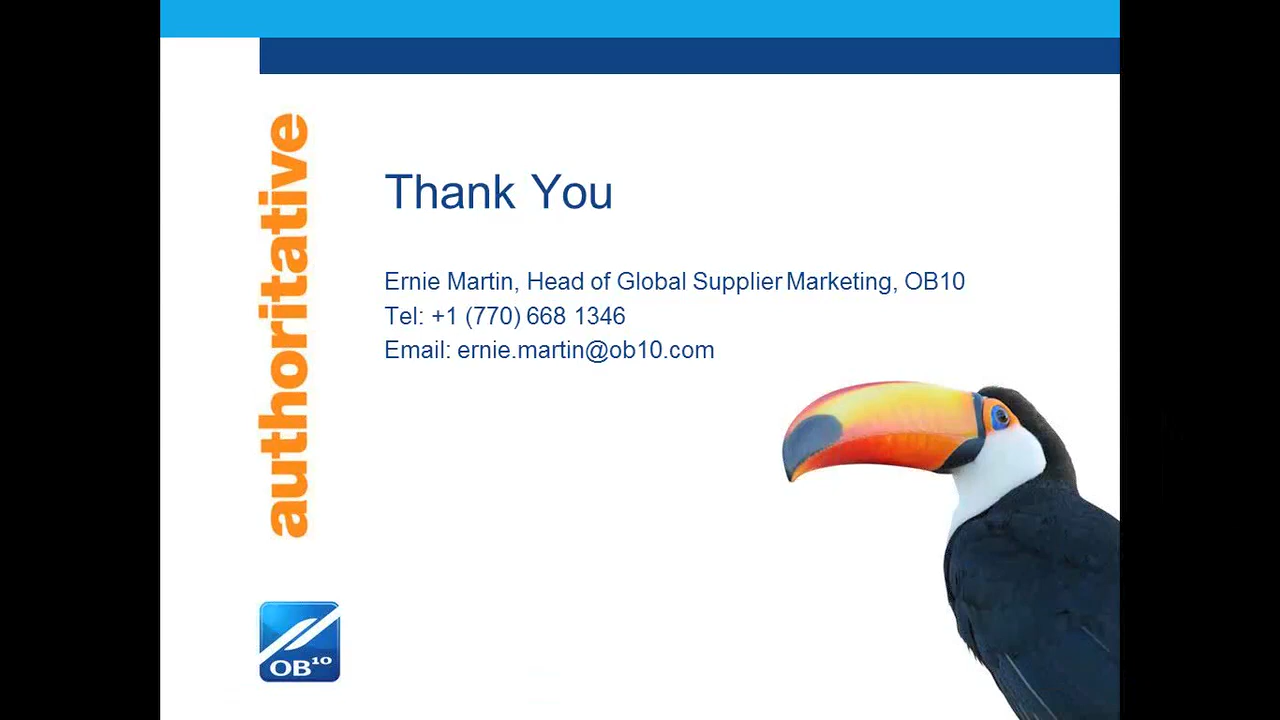 authoritative
Thank You
Ernie Martin, Head of Global Supplier Marketing, OB10
Tel: +1 (770) 668 1346
Email: ernie.martin@ob10.com
OB10